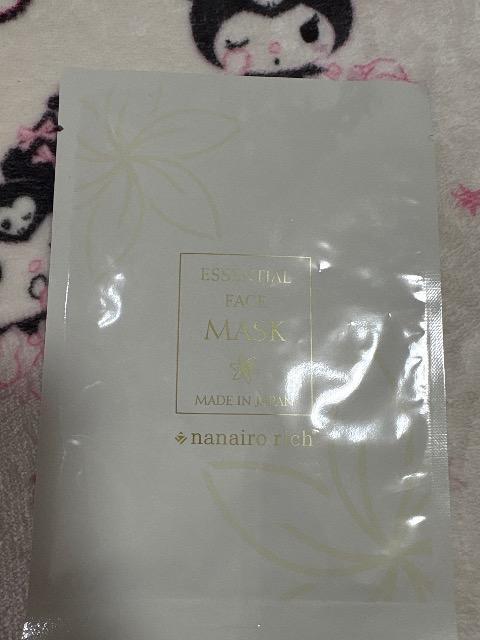 ESSENTIAL
FACE
MASK
MADE IN JAPAN
nanairo rich